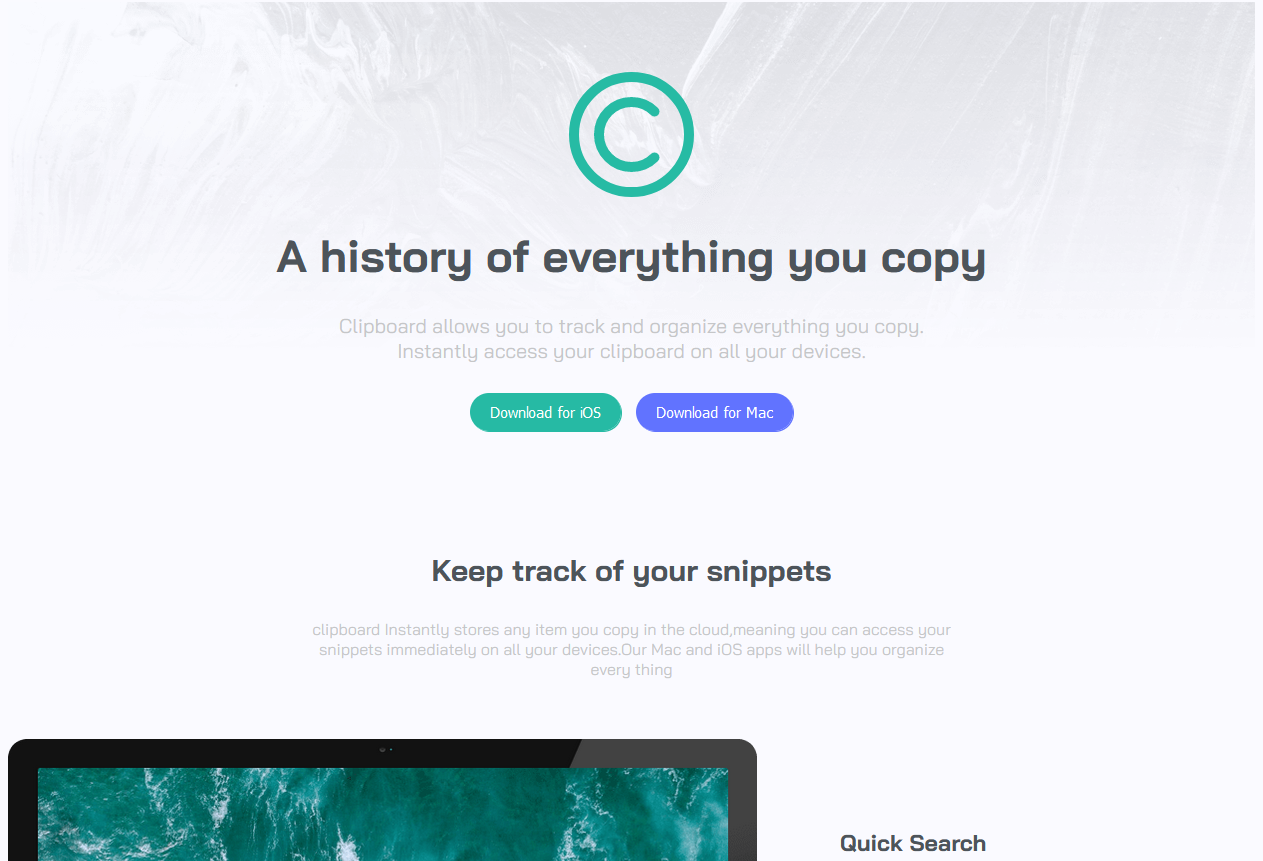 A history of everything you copy
Clipboard allows you to track and organize everything you copy.
Instantly access your clipboard on all your devices.
Download for iOS
Download for Mac
Keep track of your snippets
clipboard Instantly stores any item you copy in the cloud,meaning you can access your
snippets immediately on all your devices.Our Mac and iOS apps will help you organize
every thing
Quick Search